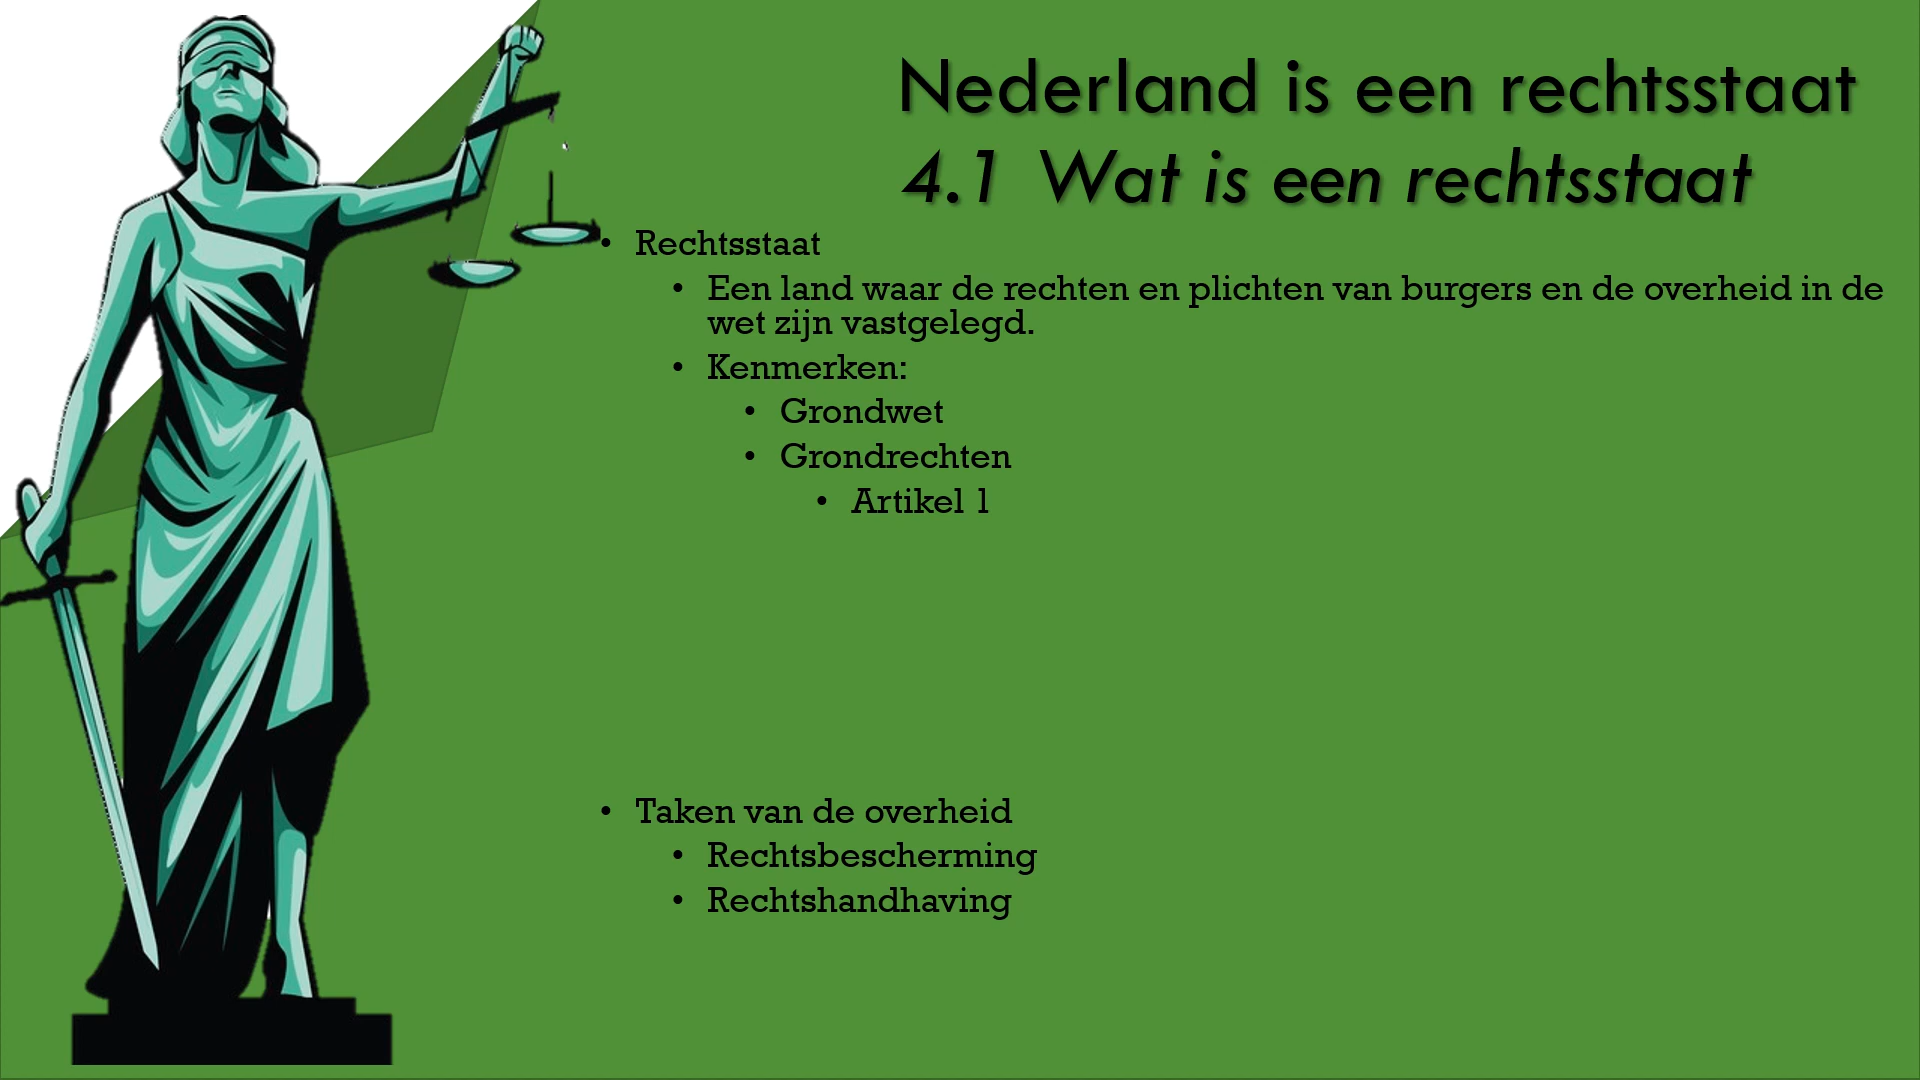 Nederland is een rechtsstaat
4.1 Wat is een rechtsstaat
• Rechtsstaat
• Een land waar de rechten en plichten van burgers en de overheid in de
wet zijn vastgelegd.
• Kenmerken:
• Grondwet
• Grondrechten
• Artikel 1
• Taken van de overheid
• Rechtsbescherming
• Rechtshandhaving